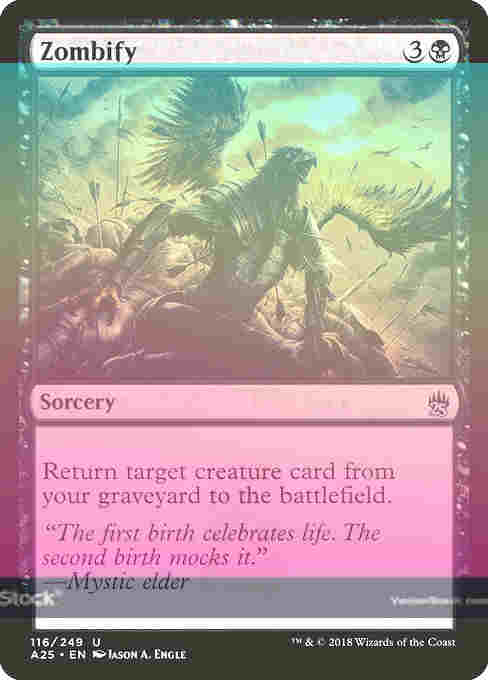 Zombify 3
Sorcery
Return target creature card from
your graveyard to the battlefield.
“The first birth celebrates life. The
second birth mocks it.”
—Mystic elder
Stock
116/249 U
A25 • EN Jason A. Engle
™ & © 2018 Wizards of the Coast